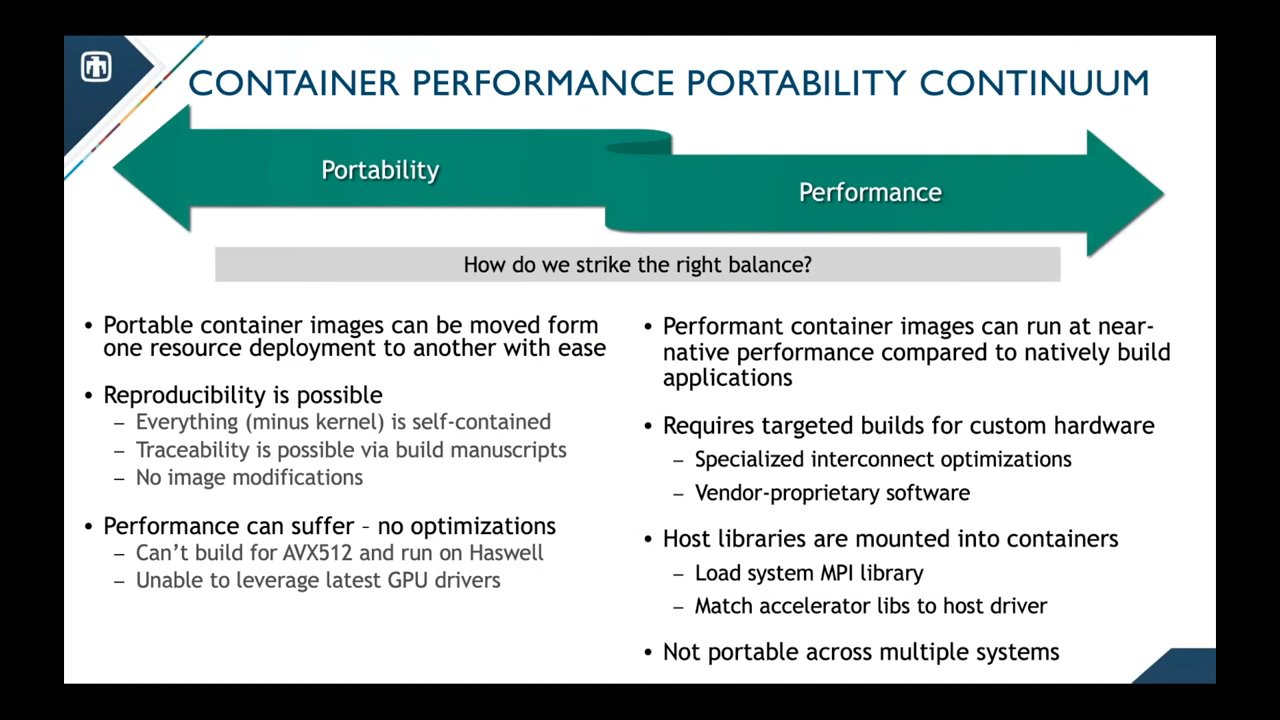 CONTAINER PERFORMANCE PORTABILITY CONTINUUM
Portability
Performance
How do we strike the right balance?
• Portable container images can be moved form
one resource deployment to another with ease
• Reproducibility is possible
– Everything (minus kernel) is self-contained
– Traceability is possible via build manuscripts
– No image modifications
• Performance can suffer – no optimizations
– Can't build for AVX512 and run on Haswell
– Unable to leverage latest GPU drivers
• Performant container images can run at near-
native performance compared to natively build
applications
• Requires targeted builds for custom hardware
– Specialized interconnect optimizations
– Vendor-proprietary software
• Host libraries are mounted into containers
– Load system MPI library
– Match accelerator libs to host driver
• Not portable across multiple systems